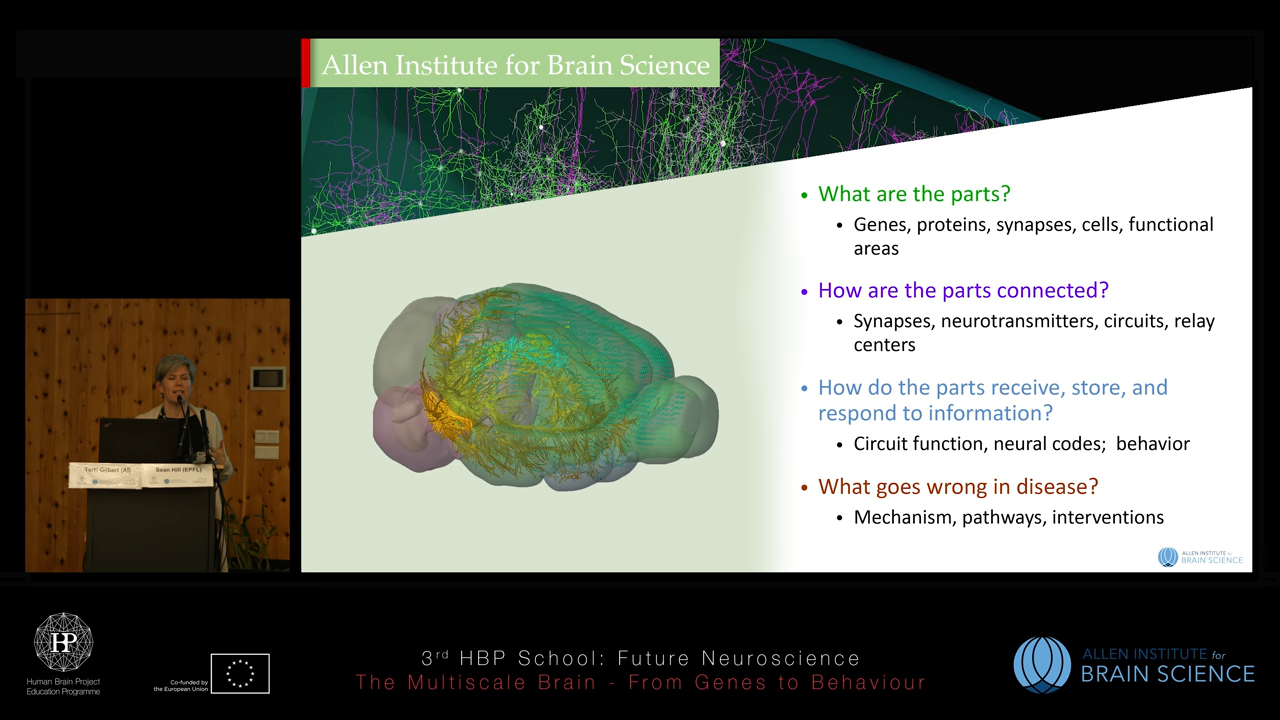 Allen Institute for Brain Science
• What are the parts?
• Genes, proteins, synapses, cells, functional
areas
• How are the parts connected?
• Synapses, neurotransmitters, circuits, relay
centers
• How do the parts receive, store, and
respond to information?
• Circuit function, neural codes; behavior
• What goes wrong in disease?
• Mechanism, pathways, interventions
ALLEN INSTITUTE for
BRAIN SCIENCE
Terri Gilbert (AI)
Sean Hill (EPFL)
HP
Human Brain Project
Education Programme
Co-funded by
the European Union
3rd HBP School: Future Neuroscience
The Multiscale Brain - From Genes to Behaviour
ALLEN INSTITUTE for
BRAIN SCIENCE